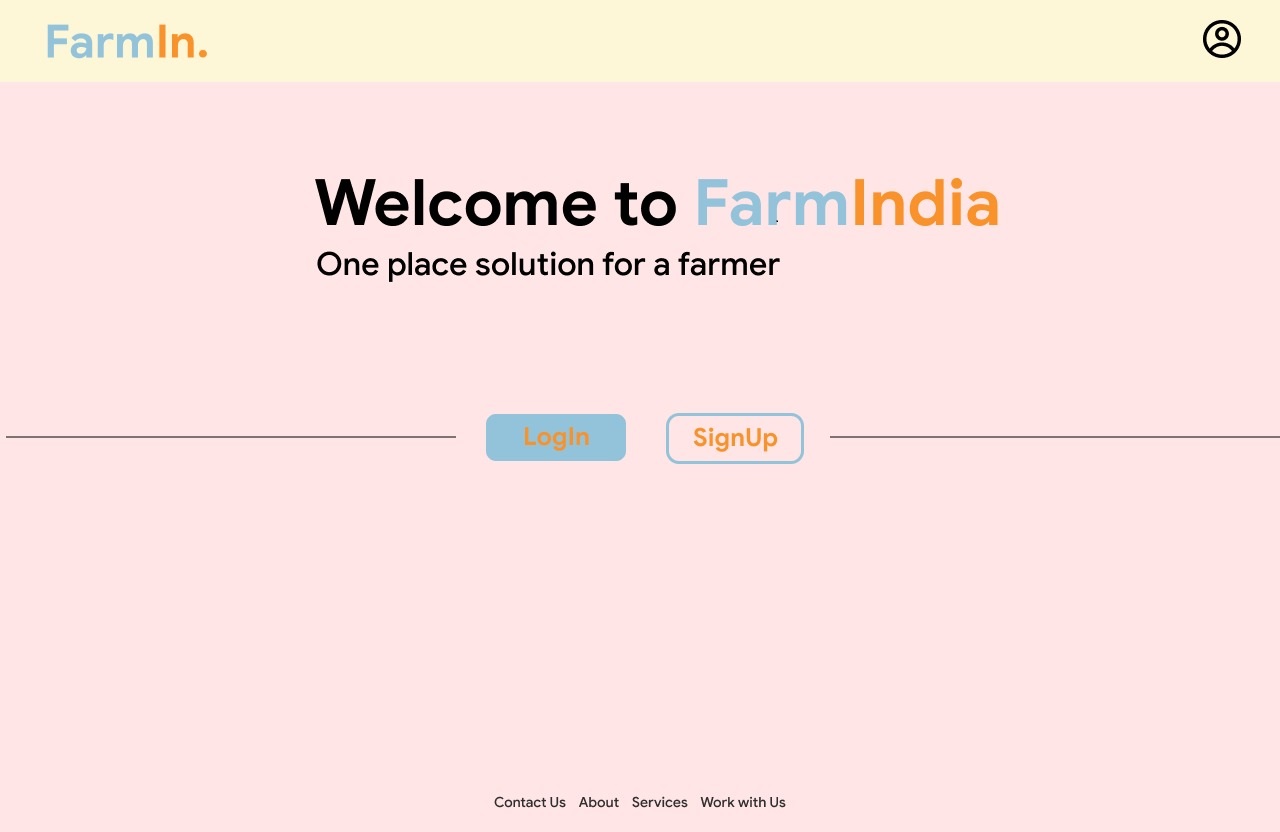 FarmIn.
Welcome to FarmIndia
One place solution for a farmer
LogIn SignUp
Contact Us About Services Work with Us